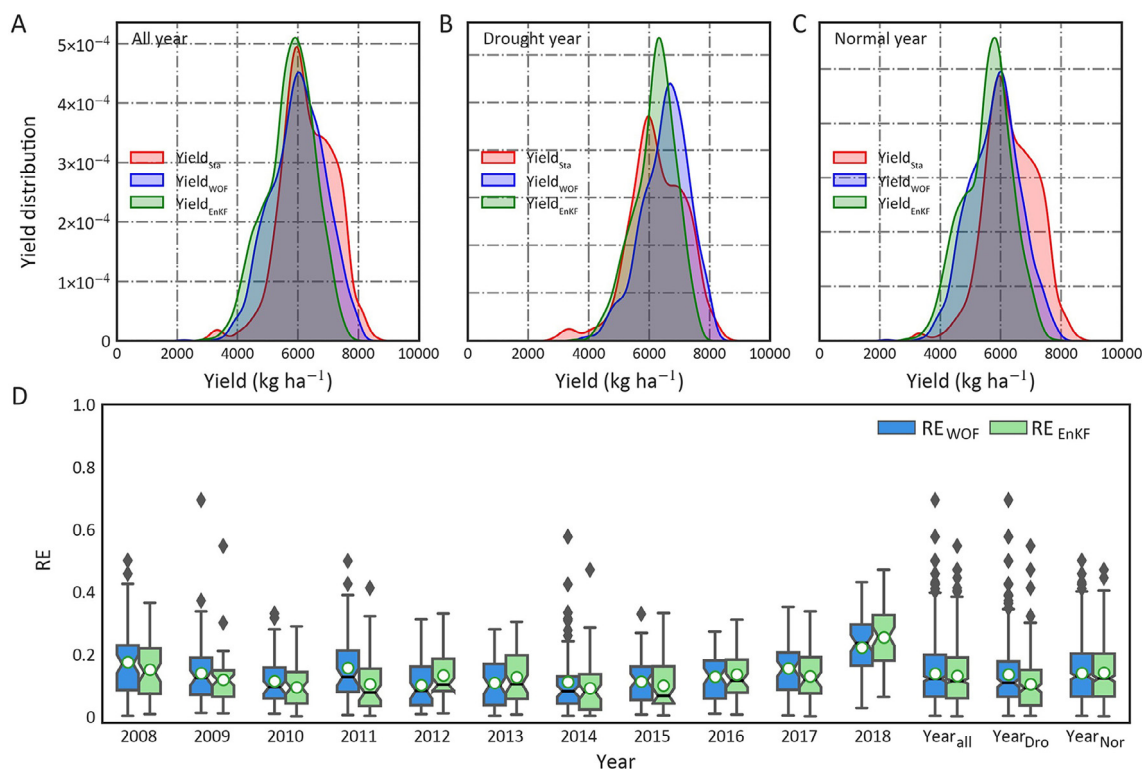 A B C
All year Drought year Normal year
5×10⁻⁴
4×10⁻⁴
3×10⁻⁴
2×10⁻⁴
1×10⁻⁴
0
Yield distribution
Yield_Sta Yield_Sta Yield_Sta
Yield_WOF Yield_WOF Yield_WOF
Yield_EnKF Yield_EnKF Yield_EnKF
0 2000 4000 6000 8000 10000 0 2000 4000 6000 8000 10000 0 2000 4000 6000 8000 10000
Yield (kg ha⁻¹) Yield (kg ha⁻¹) Yield (kg ha⁻¹)
D
1.0
0.8
0.6
0.4
0.2
0
RE
RE_WOF RE_EnKF
2008 2009 2010 2011 2012 2013 2014 2015 2016 2017 2018 Year_all Year_Dro Year_Nor
Year